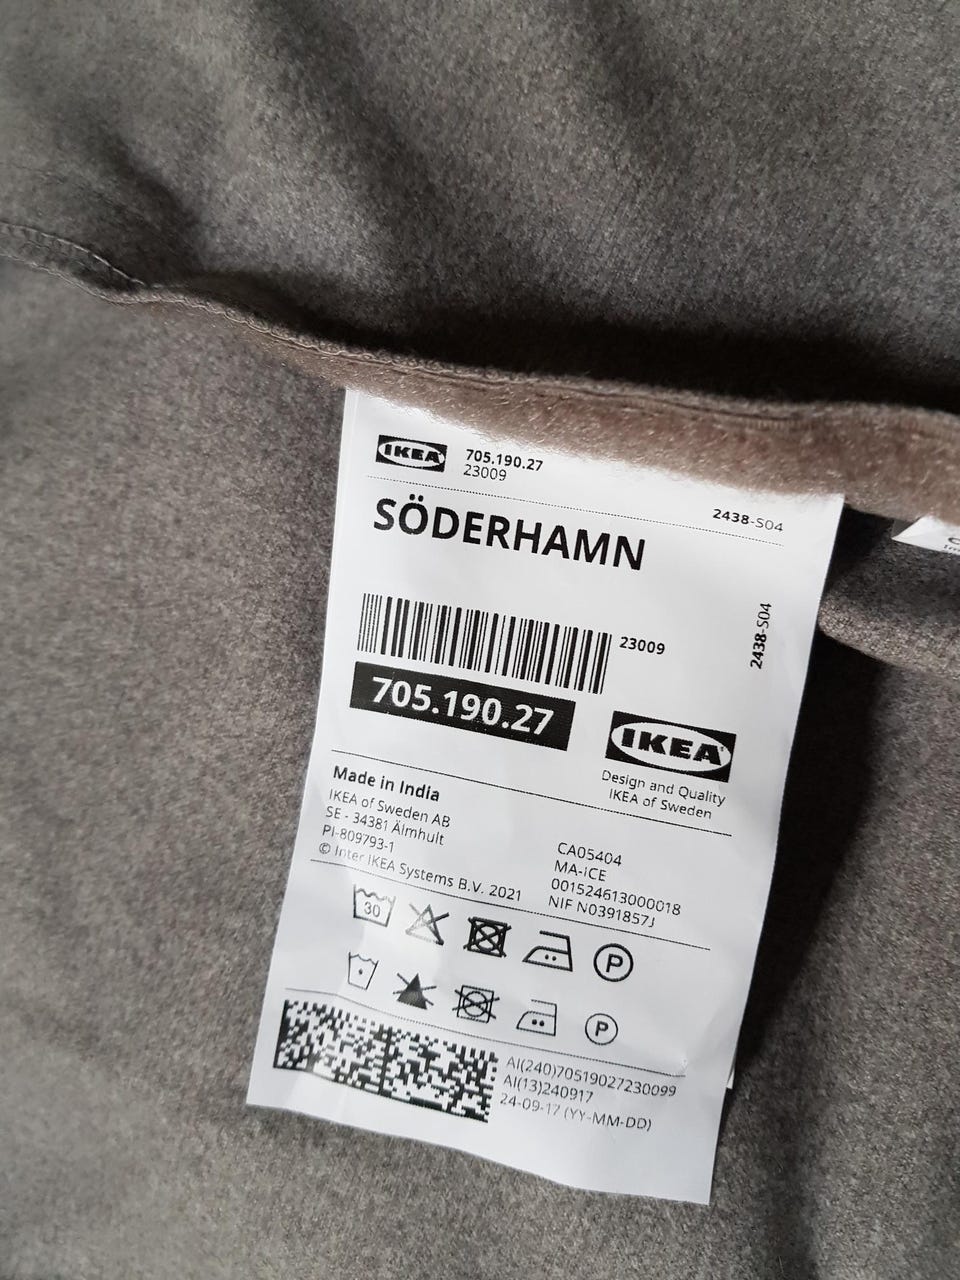 IKEA
705.190.27
23009
2438-S04
SÖDERHAMN
23009
2438-S04
705.190.27
IKEA
Design and Quality
IKEA of Sweden
Made in India
IKEA of Sweden AB
SE - 34381 Älmhult
PI-809793-1
© Inter IKEA Systems B.V. 2021
CA05404
MA-ICE
001524613000018
NIF N0391857J
30
P
P
AI(240)70519027230099
AI(13)240917
24-09-17 (YY-MM-DD)